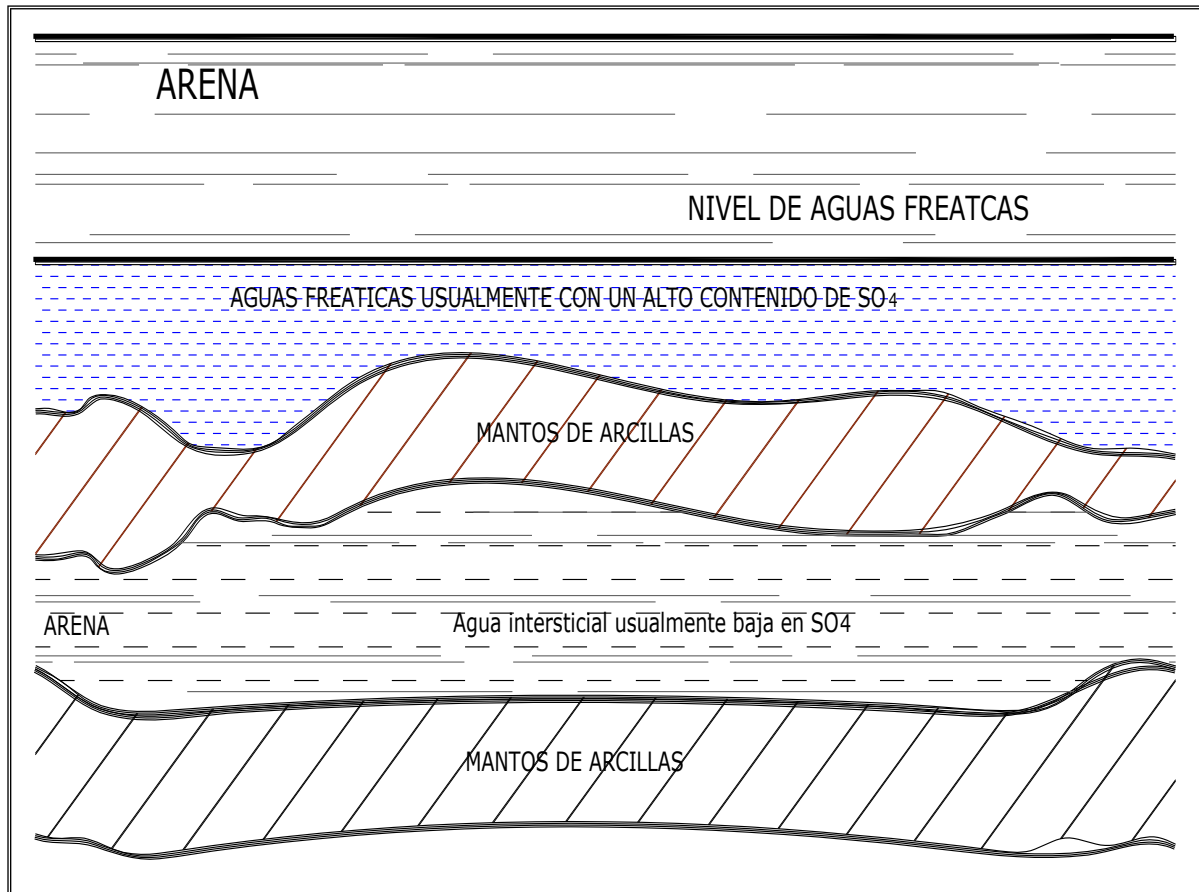 ARENA
NIVEL DE AGUAS FREATCAS
AGUAS FREATICAS USUALMENTE CON UN ALTO CONTENIDO DE SO4
MANTOS DE ARCILLAS
ARENA
Agua intersticial usualmente baja en SO4
MANTOS DE ARCILLAS